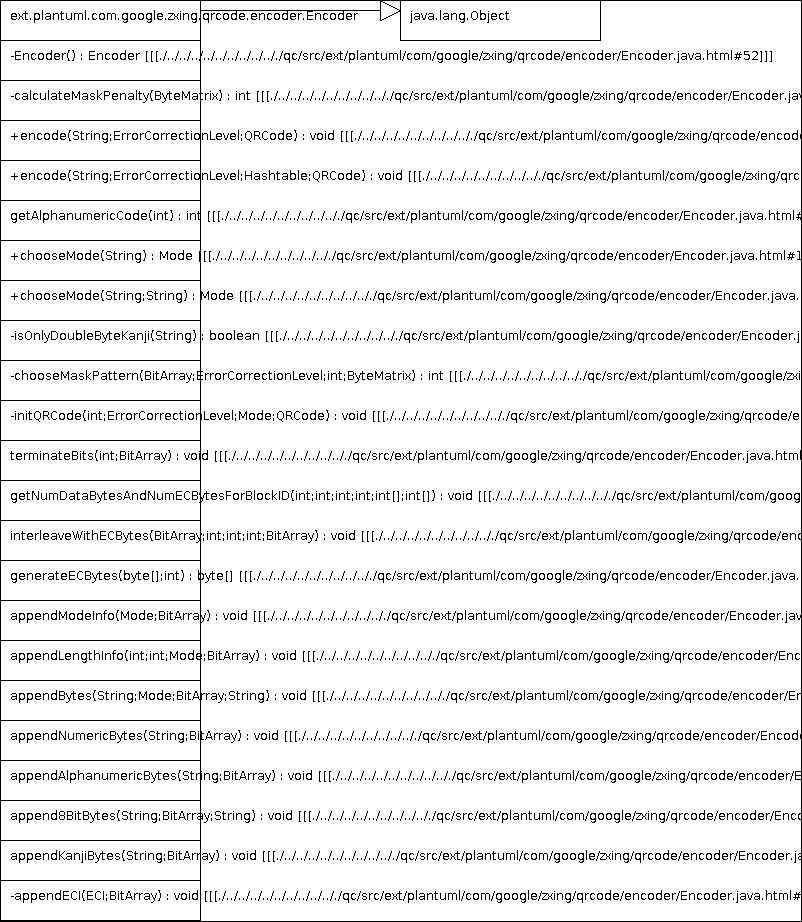 ext.plantuml.com.google.zxing.qrcode.encoder.Encoder
java.lang.Object
-Encoder() : Encoder [[[./../../../../../../../../../../qc/src/ext/plantuml/com/google/zxing/qrcode/encoder/Encoder.java.html#52]]]
-calculateMaskPenalty(ByteMatrix) : int [[[./../../../../../../../../../../qc/src/ext/plantuml/com/google/zxing/qrcode/encoder/Encoder.jav
+encode(String;ErrorCorrectionLevel;QRCode) : void [[[./../../../../../../../../../../qc/src/ext/plantuml/com/google/zxing/qrcode/encod
+encode(String;ErrorCorrectionLevel;Hashtable;QRCode) : void [[[./../../../../../../../../../../qc/src/ext/plantuml/com/google/zxing/qrc
getAlphanumericCode(int) : int [[[./../../../../../../../../../../qc/src/ext/plantuml/com/google/zxing/qrcode/encoder/Encoder.java.html#
+chooseMode(String) : Mode [[[./../../../../../../../../../../qc/src/ext/plantuml/com/google/zxing/qrcode/encoder/Encoder.java.html#1
+chooseMode(String;String) : Mode [[[./../../../../../../../../../../qc/src/ext/plantuml/com/google/zxing/qrcode/encoder/Encoder.java.
-isOnlyDoubleByteKanji(String) : boolean [[[./../../../../../../../../../../qc/src/ext/plantuml/com/google/zxing/qrcode/encoder/Encoder.j
-chooseMaskPattern(BitArray;ErrorCorrectionLevel;int;ByteMatrix) : int [[[./../../../../../../../../../../qc/src/ext/plantuml/com/google/zxi
-initQRCode(int;ErrorCorrectionLevel;Mode;QRCode) : void [[[./../../../../../../../../../../qc/src/ext/plantuml/com/google/zxing/qrcode/e
terminateBits(int;BitArray) : void [[[./../../../../../../../../../../qc/src/ext/plantuml/com/google/zxing/qrcode/encoder/Encoder.java.html
getNumDataBytesAndNumECBytesForBlockID(int;int;int;int;int[];int[]) : void [[[./../../../../../../../../../../qc/src/ext/plantuml/com/goog
interleaveWithECBytes(BitArray;int;int;int;BitArray) : void [[[./../../../../../../../../../../qc/src/ext/plantuml/com/google/zxing/qrcode/enc
generateECBytes(byte[];int) : byte[] [[[./../../../../../../../../../../qc/src/ext/plantuml/com/google/zxing/qrcode/encoder/Encoder.java.
appendModeInfo(Mode;BitArray) : void [[[./../../../../../../../../../../qc/src/ext/plantuml/com/google/zxing/qrcode/encoder/Encoder.jav
appendLengthInfo(int;int;Mode;BitArray) : void [[[./../../../../../../../../../../qc/src/ext/plantuml/com/google/zxing/qrcode/encoder/Enc
appendBytes(String;Mode;BitArray;String) : void [[[./../../../../../../../../../../qc/src/ext/plantuml/com/google/zxing/qrcode/encoder/En
appendNumericBytes(String;BitArray) : void [[[./../../../../../../../../../../qc/src/ext/plantuml/com/google/zxing/qrcode/encoder/Encod
appendAlphanumericBytes(String;BitArray) : void [[[./../../../../../../../../../../qc/src/ext/plantuml/com/google/zxing/qrcode/encoder/E
append8BitBytes(String;BitArray;String) : void [[[./../../../../../../../../../../qc/src/ext/plantuml/com/google/zxing/qrcode/encoder/Enco
appendKanjiBytes(String;BitArray) : void [[[./../../../../../../../../../../qc/src/ext/plantuml/com/google/zxing/qrcode/encoder/Encoder.ja
-appendECI(ECI;BitArray) : void [[[./../../../../../../../../../../qc/src/ext/plantuml/com/google/zxing/qrcode/encoder/Encoder.java.html#